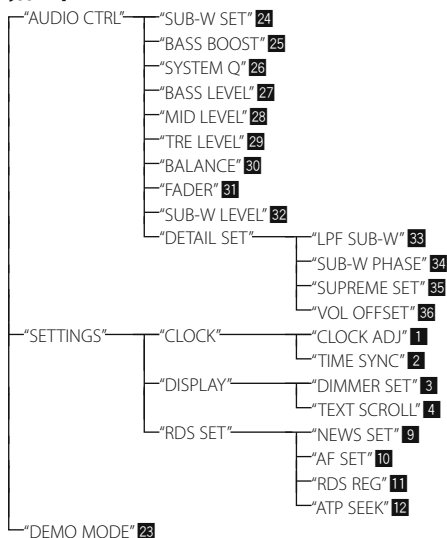 “AUDIO CTRL” “SUB-W SET” 24
“BASS BOOST” 25
“SYSTEM Q” 26
“BASS LEVEL” 27
“MID LEVEL” 28
“TRE LEVEL” 29
“BALANCE” 30
“FADER” 31
“SUB-W LEVEL” 32
“DETAIL SET” “LPF SUB-W” 33
“SUB-W PHASE” 34
“SUPREME SET” 35
“VOL OFFSET” 36
“SETTINGS” “CLOCK” “CLOCK ADJ” 1
“TIME SYNC” 2
“DISPLAY” “DIMMER SET” 3
“TEXT SCROLL” 4
“RDS SET” “NEWS SET” 9
“AF SET” 10
“RDS REG” 11
“ATP SEEK” 12
“DEMO MODE” 23